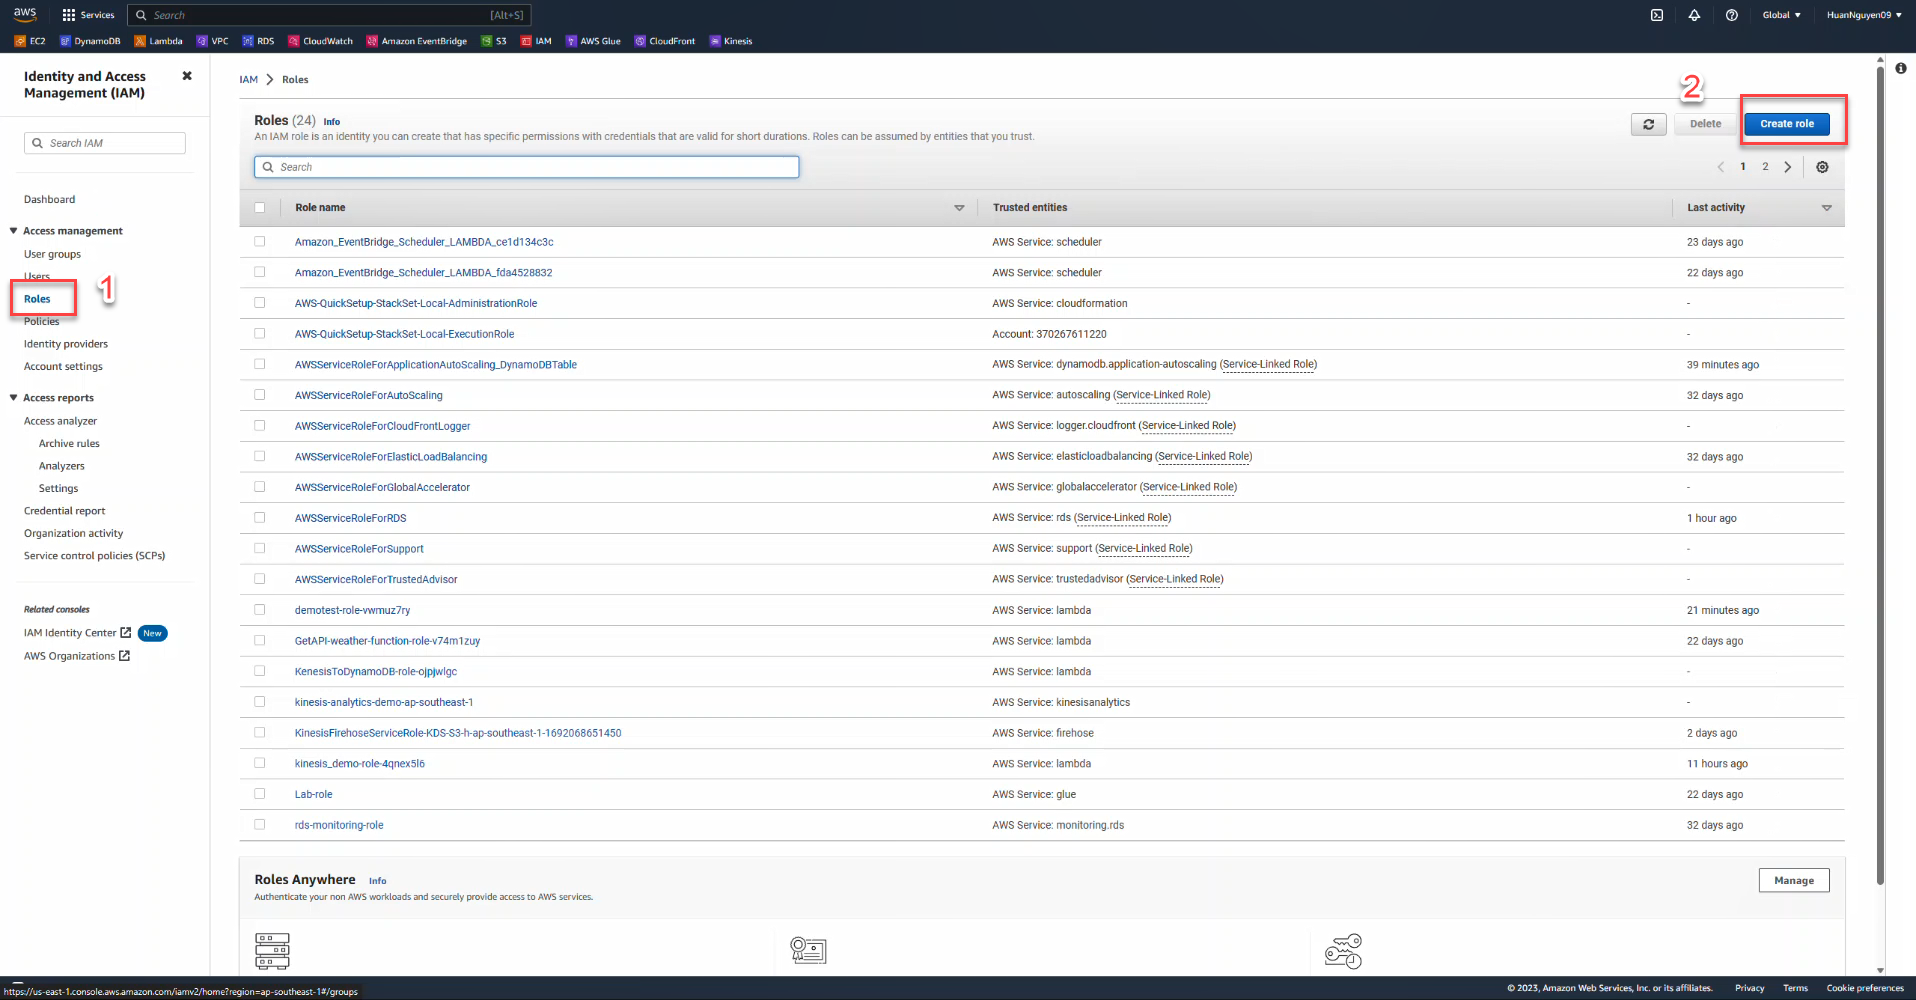 aws
Services
Search
[Alt+S]
Global ▼
HuanNguyen09 ▼
EC2
DynamoDB
Lambda
VPC
RDS
CloudWatch
Amazon EventBridge
S3
IAM
AWS Glue
CloudFront
Kinesis
Identity and Access
Management (IAM)
Search IAM
Dashboard
Access management
User groups
Users
Roles
1
Policies
Identity providers
Account settings
Access reports
Access analyzer
Archive rules
Analyzers
Settings
Credential report
Organization activity
Service control policies (SCPs)
Related consoles
IAM Identity Center
New
AWS Organizations
IAM > Roles
Roles (24) Info
An IAM role is an identity you can create that has specific permissions with credentials that are valid for short durations. Roles can be assumed by entities that you trust.
2
Delete
Create role
Search
1 2
Role name Trusted entities Last activity
Amazon_EventBridge_Scheduler_LAMBDA_ce1d134c3c AWS Service: scheduler 23 days ago
Amazon_EventBridge_Scheduler_LAMBDA_fda4528832 AWS Service: scheduler 22 days ago
AWS-QuickSetup-StackSet-Local-AdministrationRole AWS Service: cloudformation -
AWS-QuickSetup-StackSet-Local-ExecutionRole Account: 370267611220 -
AWSServiceRoleForApplicationAutoScaling_DynamoDBTable AWS Service: dynamodb.application-autoscaling (Service-Linked Role) 39 minutes ago
AWSServiceRoleForAutoScaling AWS Service: autoscaling (Service-Linked Role) 32 days ago
AWSServiceRoleForCloudFrontLogger AWS Service: logger.cloudfront (Service-Linked Role) -
AWSServiceRoleForElasticLoadBalancing AWS Service: elasticloadbalancing (Service-Linked Role) 32 days ago
AWSServiceRoleForGlobalAccelerator AWS Service: globalaccelerator (Service-Linked Role) -
AWSServiceRoleForRDS AWS Service: rds (Service-Linked Role) 1 hour ago
AWSServiceRoleForSupport AWS Service: support (Service-Linked Role) -
AWSServiceRoleForTrustedAdvisor AWS Service: trustedadvisor (Service-Linked Role) -
demotest-role-vwmuz7ry AWS Service: lambda 21 minutes ago
GetAPI-weather-function-role-v74m1zuy AWS Service: lambda 22 days ago
KenesisToDynamoDB-role-ojpjwlgc AWS Service: lambda -
kinesis-analytics-demo-ap-southeast-1 AWS Service: kinesisanalytics -
KinesisFirehoseServiceRole-KDS-S3-h-ap-southeast-1-1692068651450 AWS Service: firehose 2 days ago
kinesis_demo-role-4qnex5l6 AWS Service: lambda 11 hours ago
Lab-role AWS Service: glue 22 days ago
rds-monitoring-role AWS Service: monitoring.rds 32 days ago
Roles Anywhere Info
Authenticate your non AWS workloads and securely provide access to AWS services.
Manage
https://us-east-1.console.aws.amazon.com/iamv2/home?region=ap-southeast-1#/groups
© 2023, Amazon Web Services, Inc. or its affiliates. Privacy Terms Cookie preferences